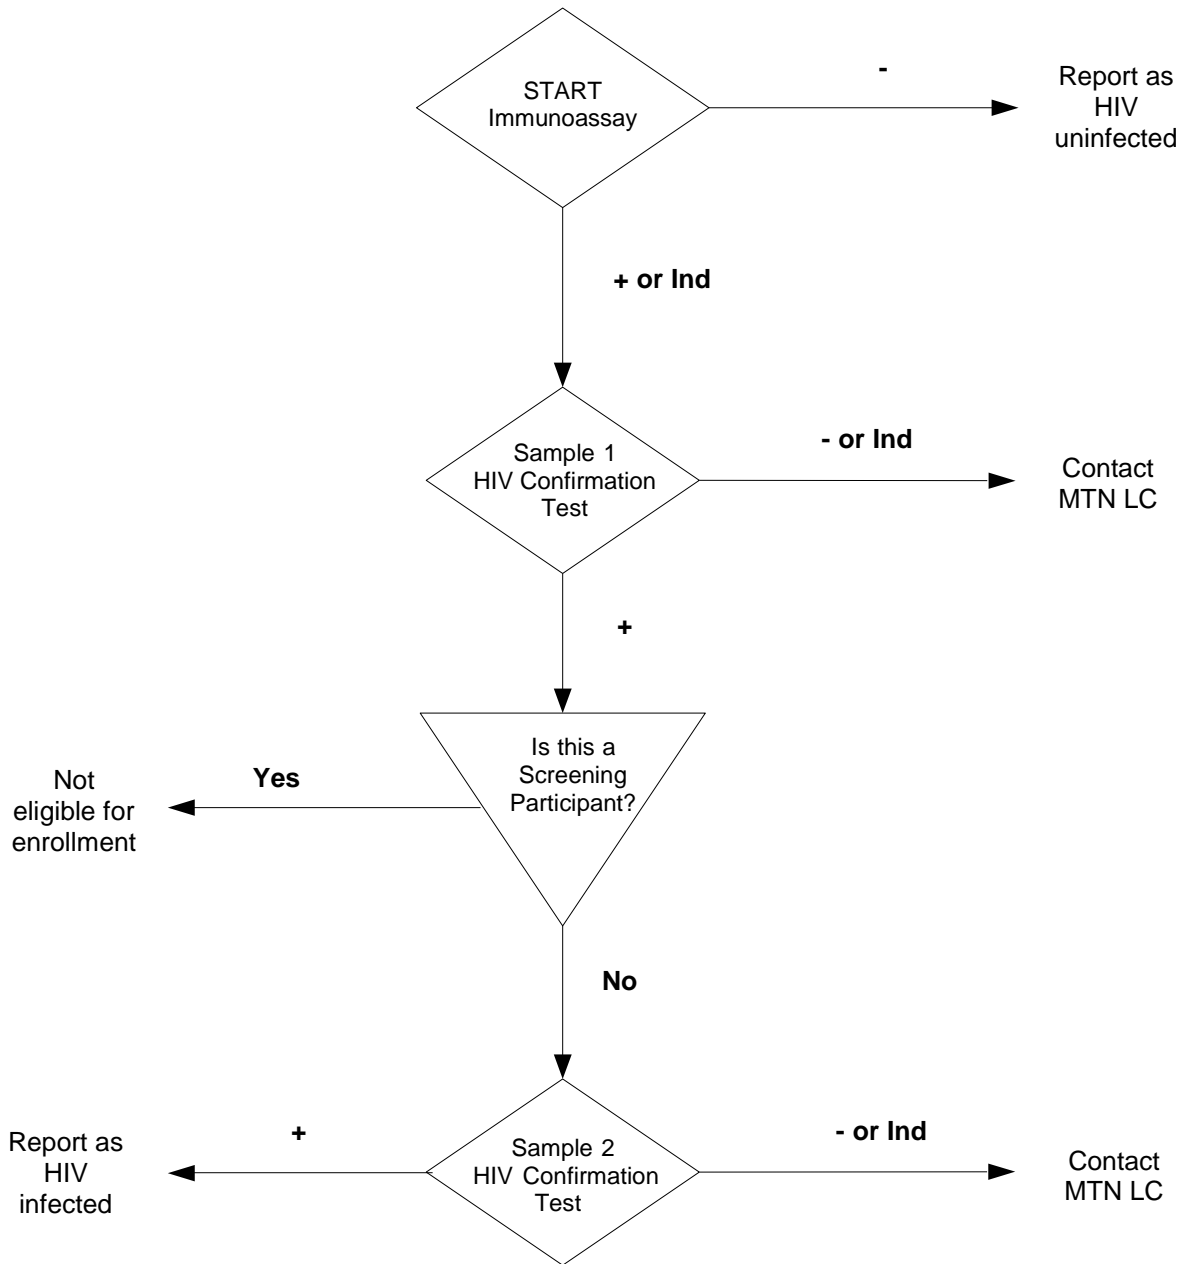 START
Immunoassay
-
Report as
HIV
uninfected
+ or Ind
Sample 1
HIV Confirmation
Test
- or Ind
Contact
MTN LC
+
Is this a
Screening
Participant?
Yes
Not
eligible for
enrollment
No
Sample 2
HIV Confirmation
Test
+
Report as
HIV
infected
- or Ind
Contact
MTN LC